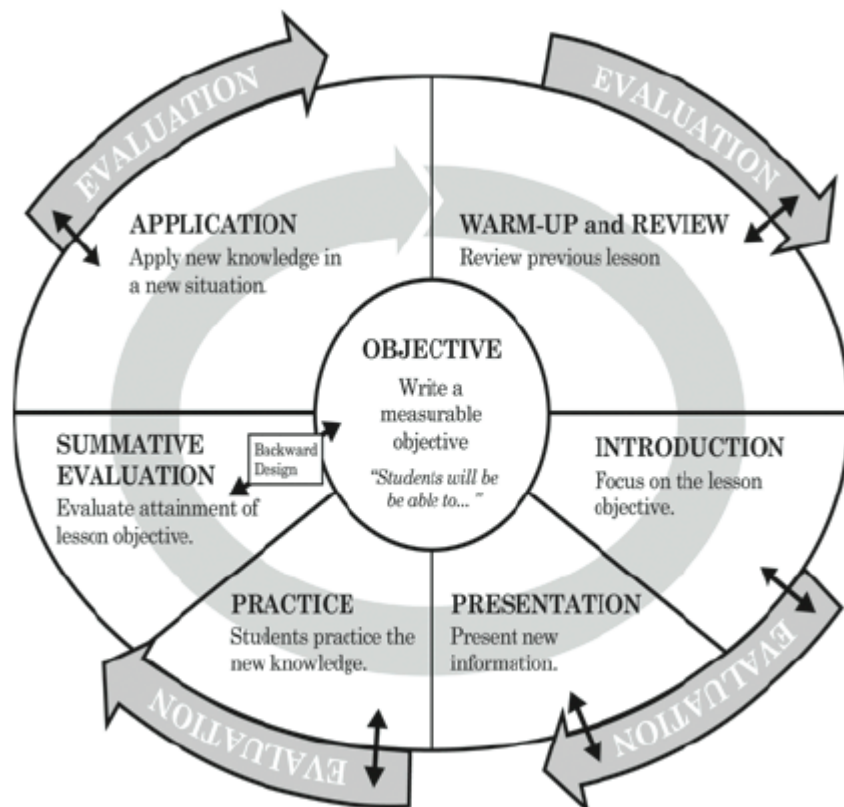 EVALUATION
EVALUATION
APPLICATION
Apply new knowledge in
a new situation
WARM-UP and REVIEW
Review previous lesson
OBJECTIVE
Write a
measurable
objective
"Students will be
be able to... "
SUMMATIVE
EVALUATION
Evaluate attainment of
lesson objective.
Backward
Design
INTRODUCTION
Focus on the lesson
objective.
PRACTICE
Students practice the
new knowledge.
PRESENTATION
Present new
information.
EVALUATION
EVALUATION
EVALUATION